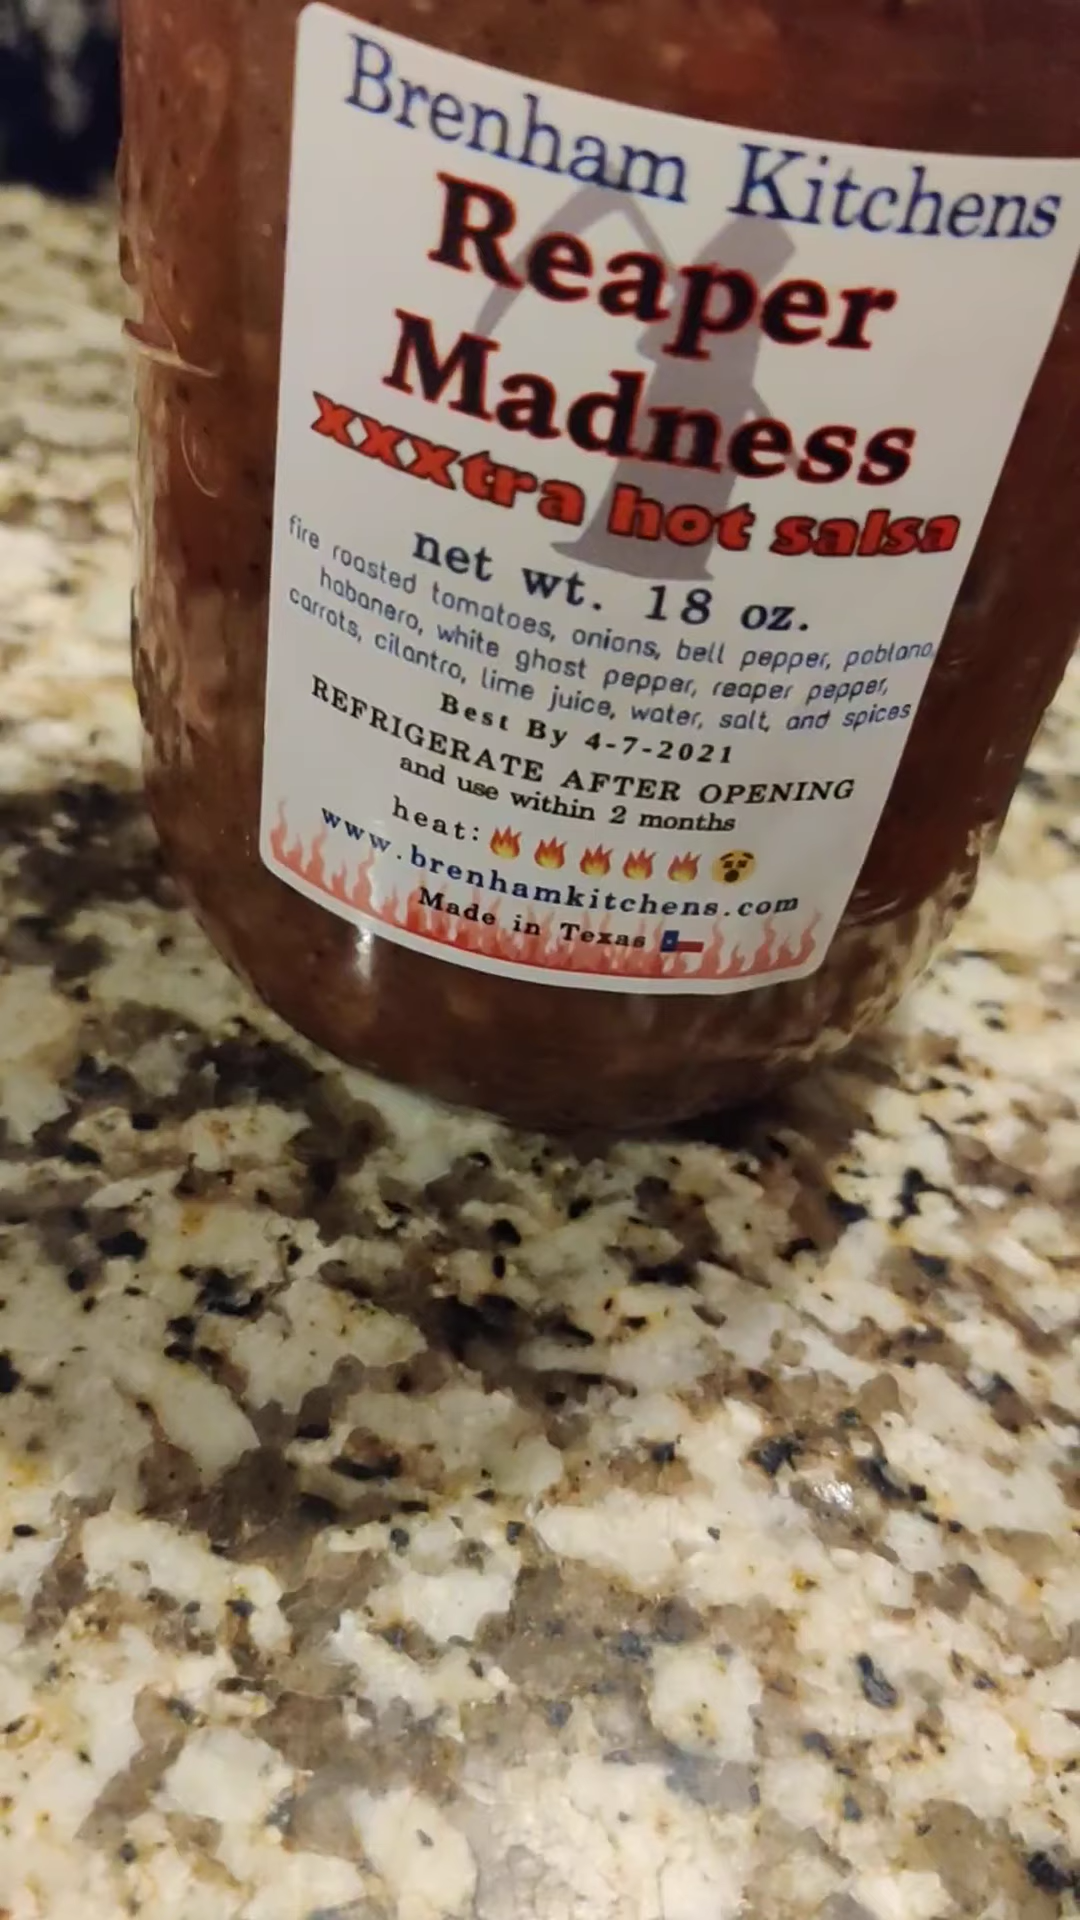 Brenham Kitchens
Reaper
Madness
xxxtra hot salsa
net wt. 18 oz.
fire roasted tomatoes, onions, bell pepper, poblano,
habanero, white ghost pepper, reaper pepper,
carrots, cilantro, lime juice, water, salt, and spices
Best By 4-7-2021
REFRIGERATE AFTER OPENING
and use within 2 months
heat: 🔥🔥🔥🔥🔥😵
www.brenhamkitchens.com
Made in Texas